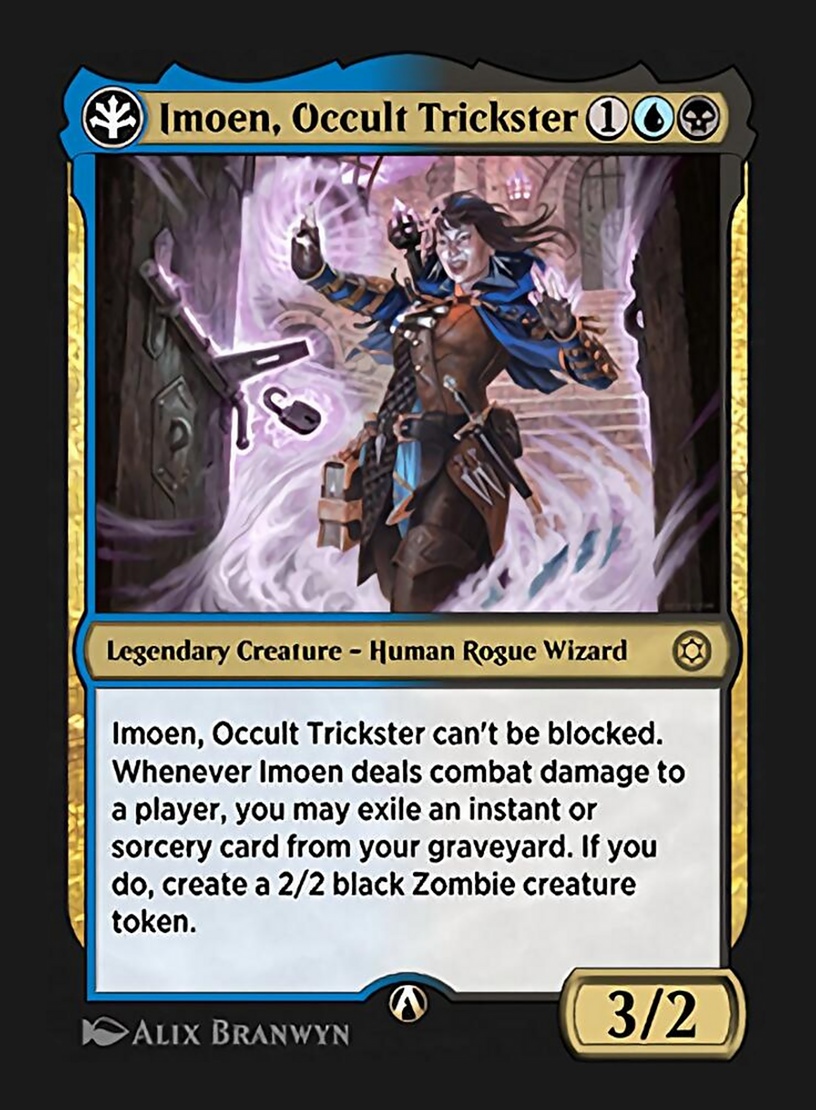 Imoen, Occult Trickster 1
Legendary Creature – Human Rogue Wizard
Imoen, Occult Trickster can't be blocked.
Whenever Imoen deals combat damage to
a player, you may exile an instant or
sorcery card from your graveyard. If you
do, create a 2/2 black Zombie creature
token.
3/2
Alix Branwyn